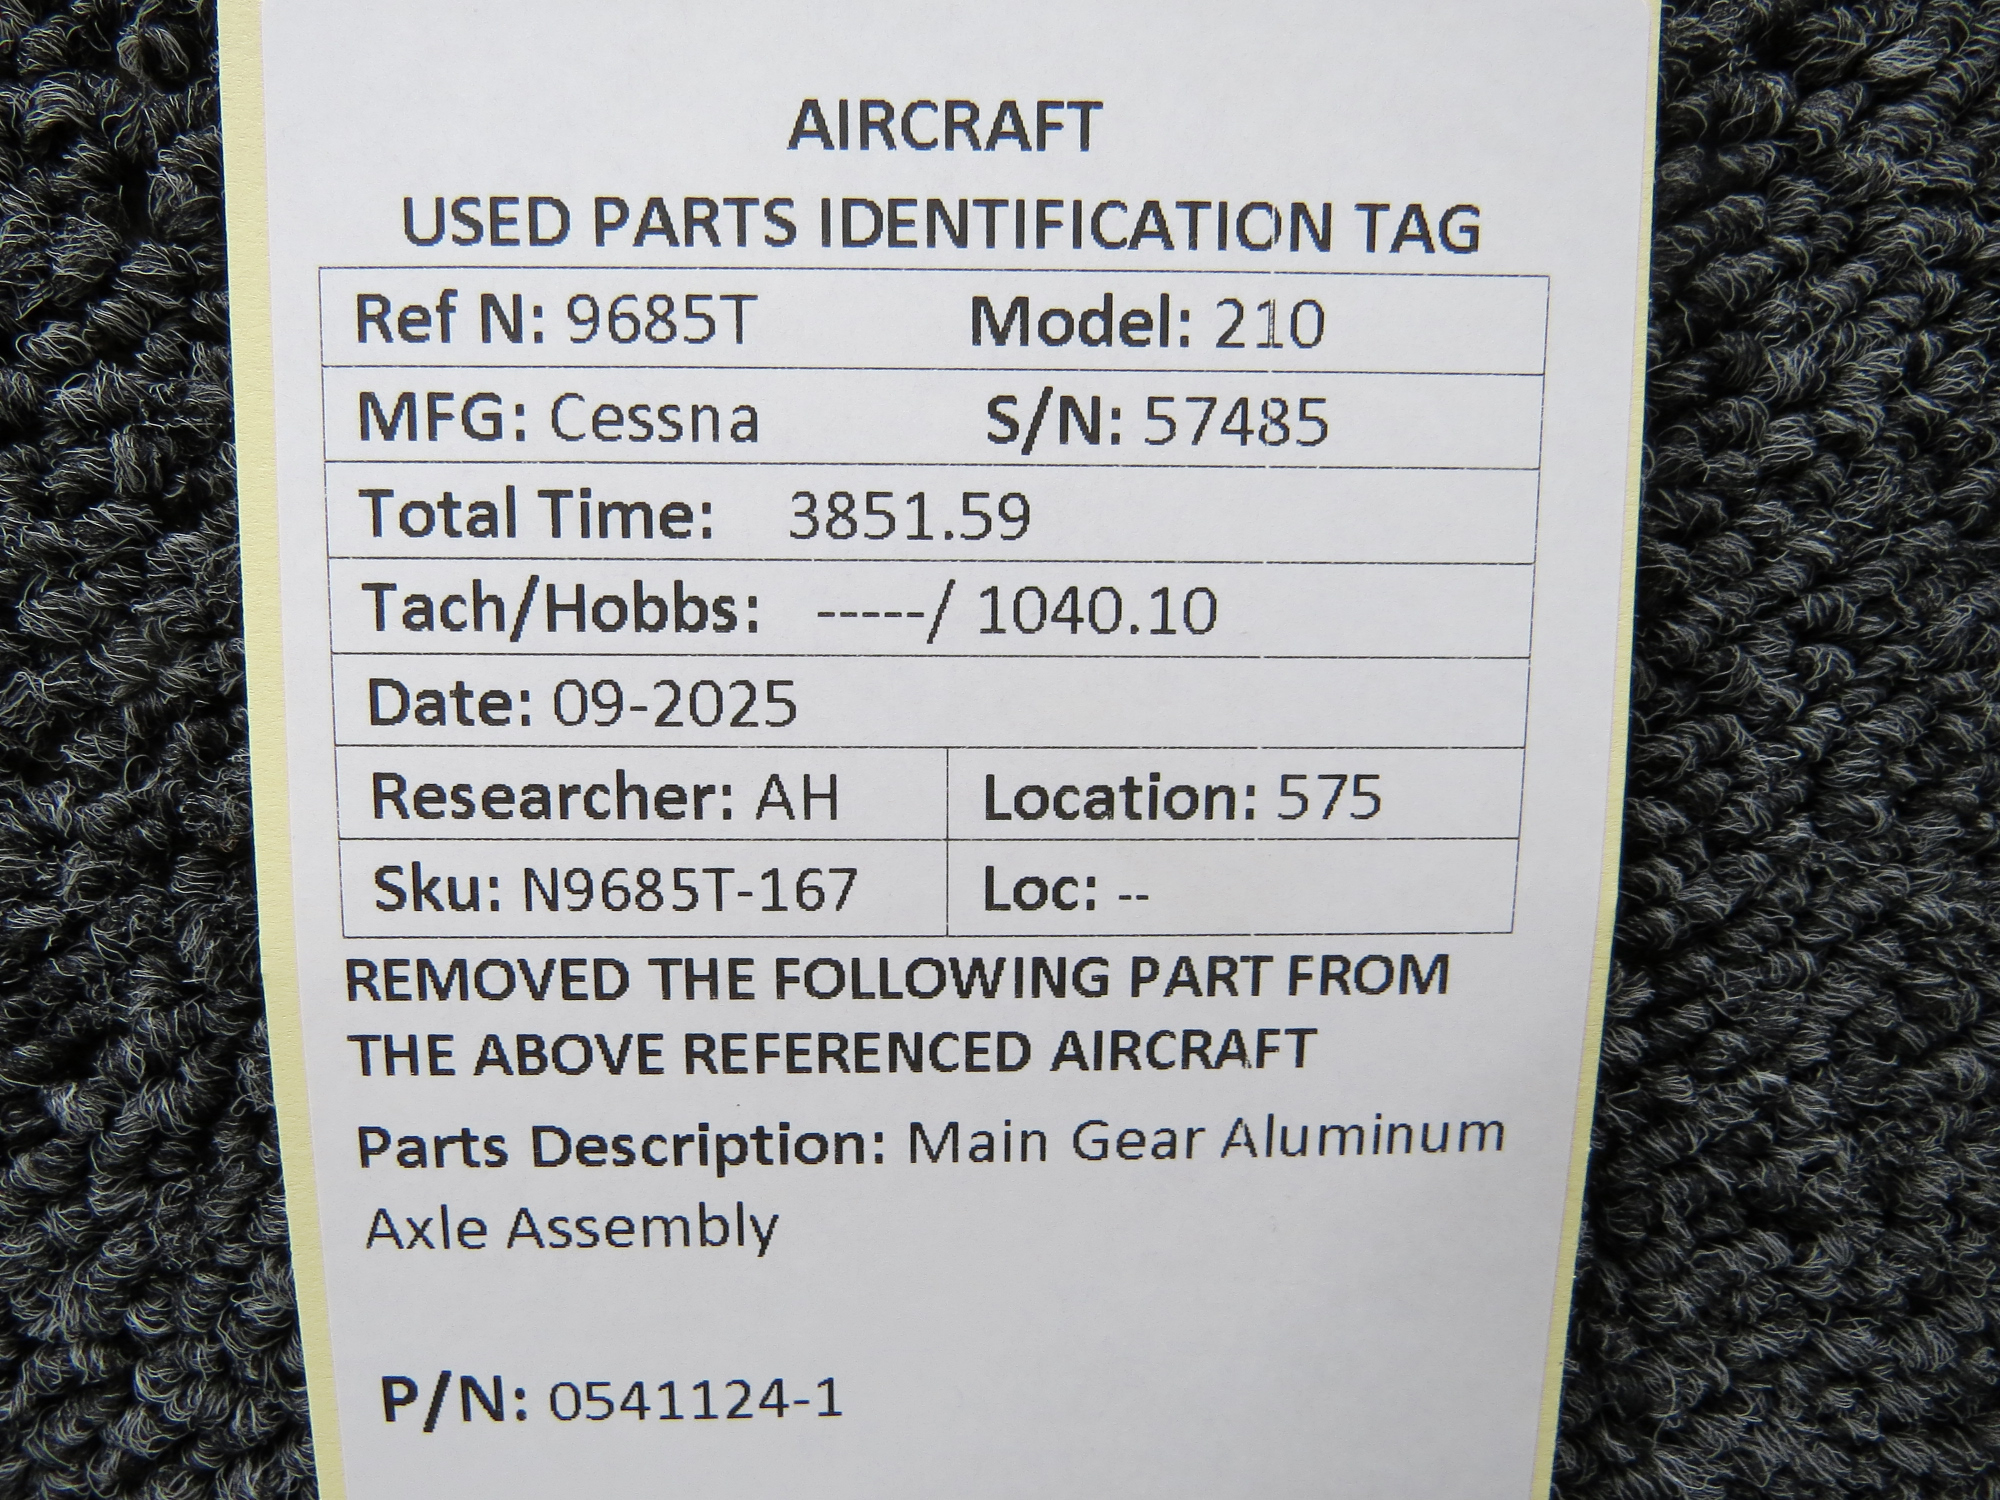 AIRCRAFT
USED PARTS IDENTIFICATION TAG
Ref N: 9685T Model: 210
MFG: Cessna S/N: 57485
Total Time: 3851.59
Tach/Hobbs: -----/ 1040.10
Date: 09-2025
Researcher: AH Location: 575
Sku: N9685T-167 Loc: --
REMOVED THE FOLLOWING PART FROM
THE ABOVE REFERENCED AIRCRAFT
Parts Description: Main Gear Aluminum
Axle Assembly
P/N: 0541124-1